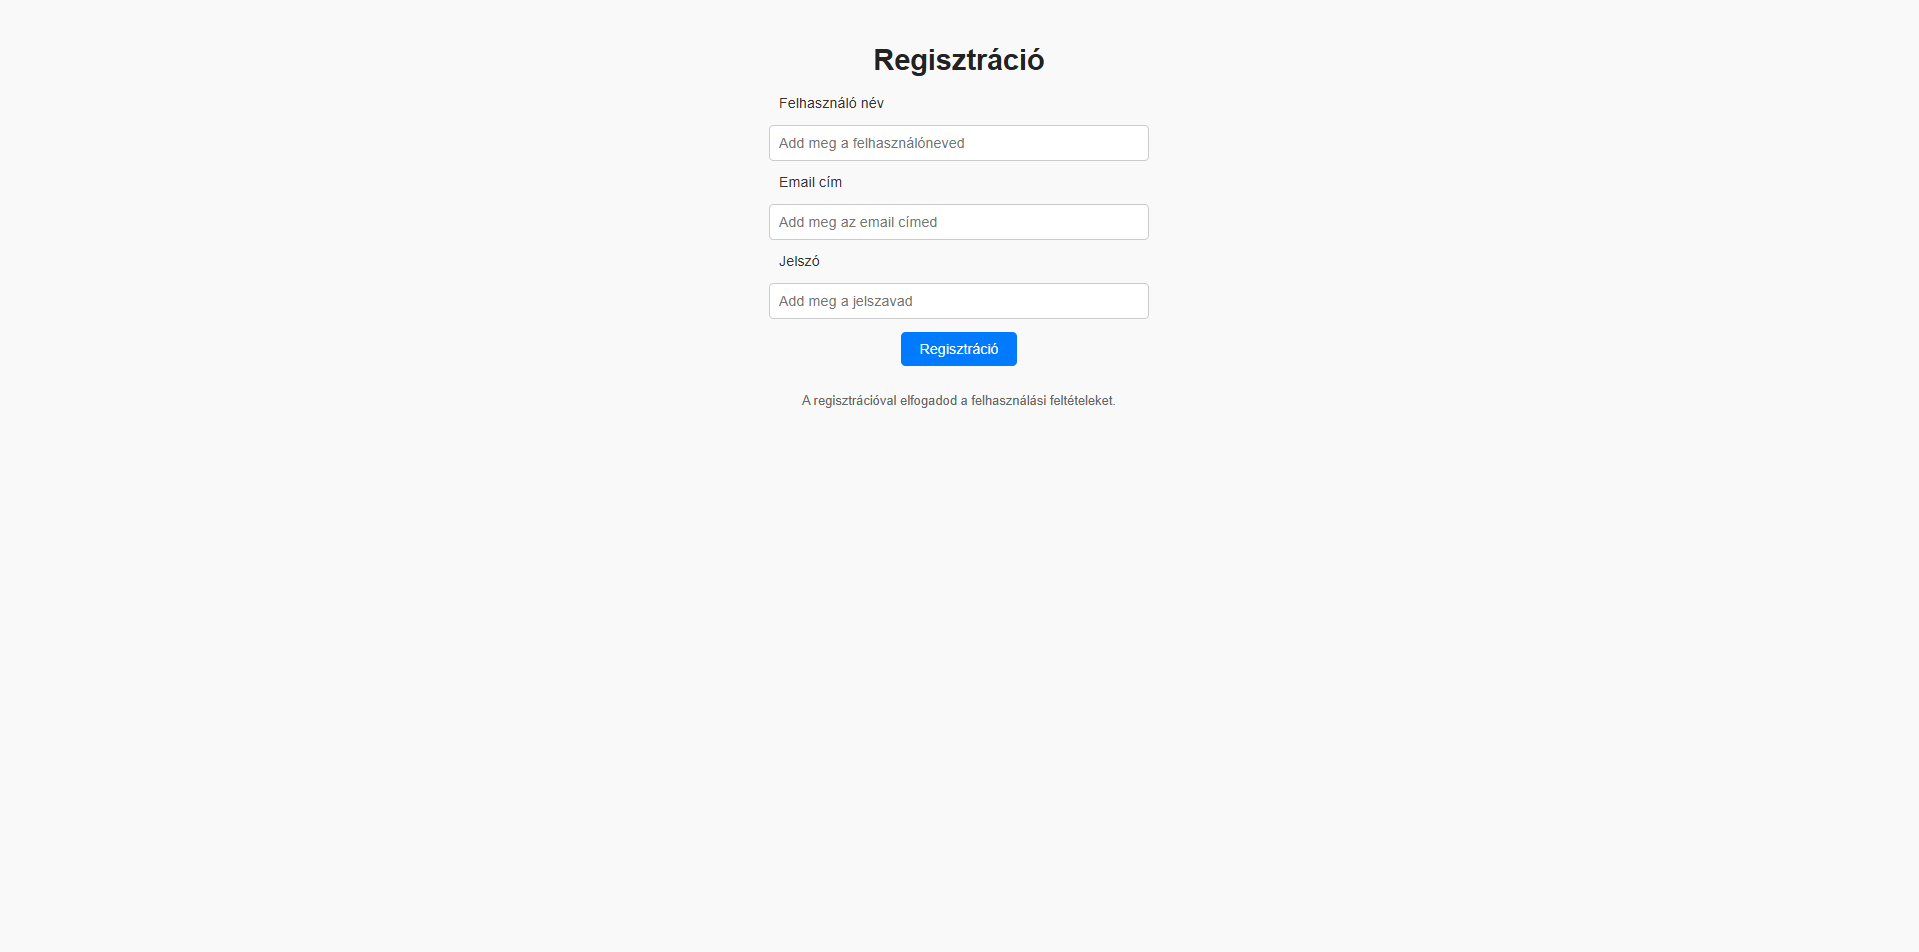 Regisztráció
Felhasználó név
Add meg a felhasználóneved
Email cím
Add meg az email címed
Jelszó
Add meg a jelszavad
Regisztráció
A regisztrációval elfogadod a felhasználási feltételeket.